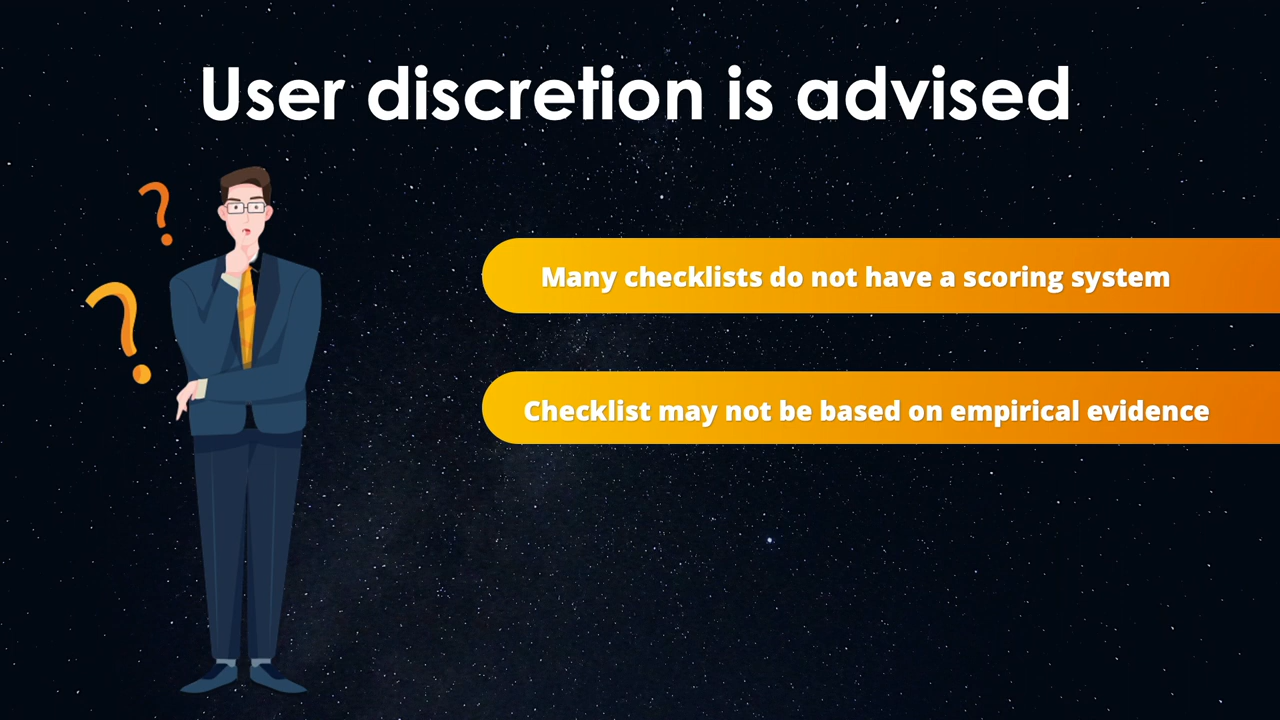 User discretion is advised
Many checklists do not have a scoring system
Checklist may not be based on empirical evidence